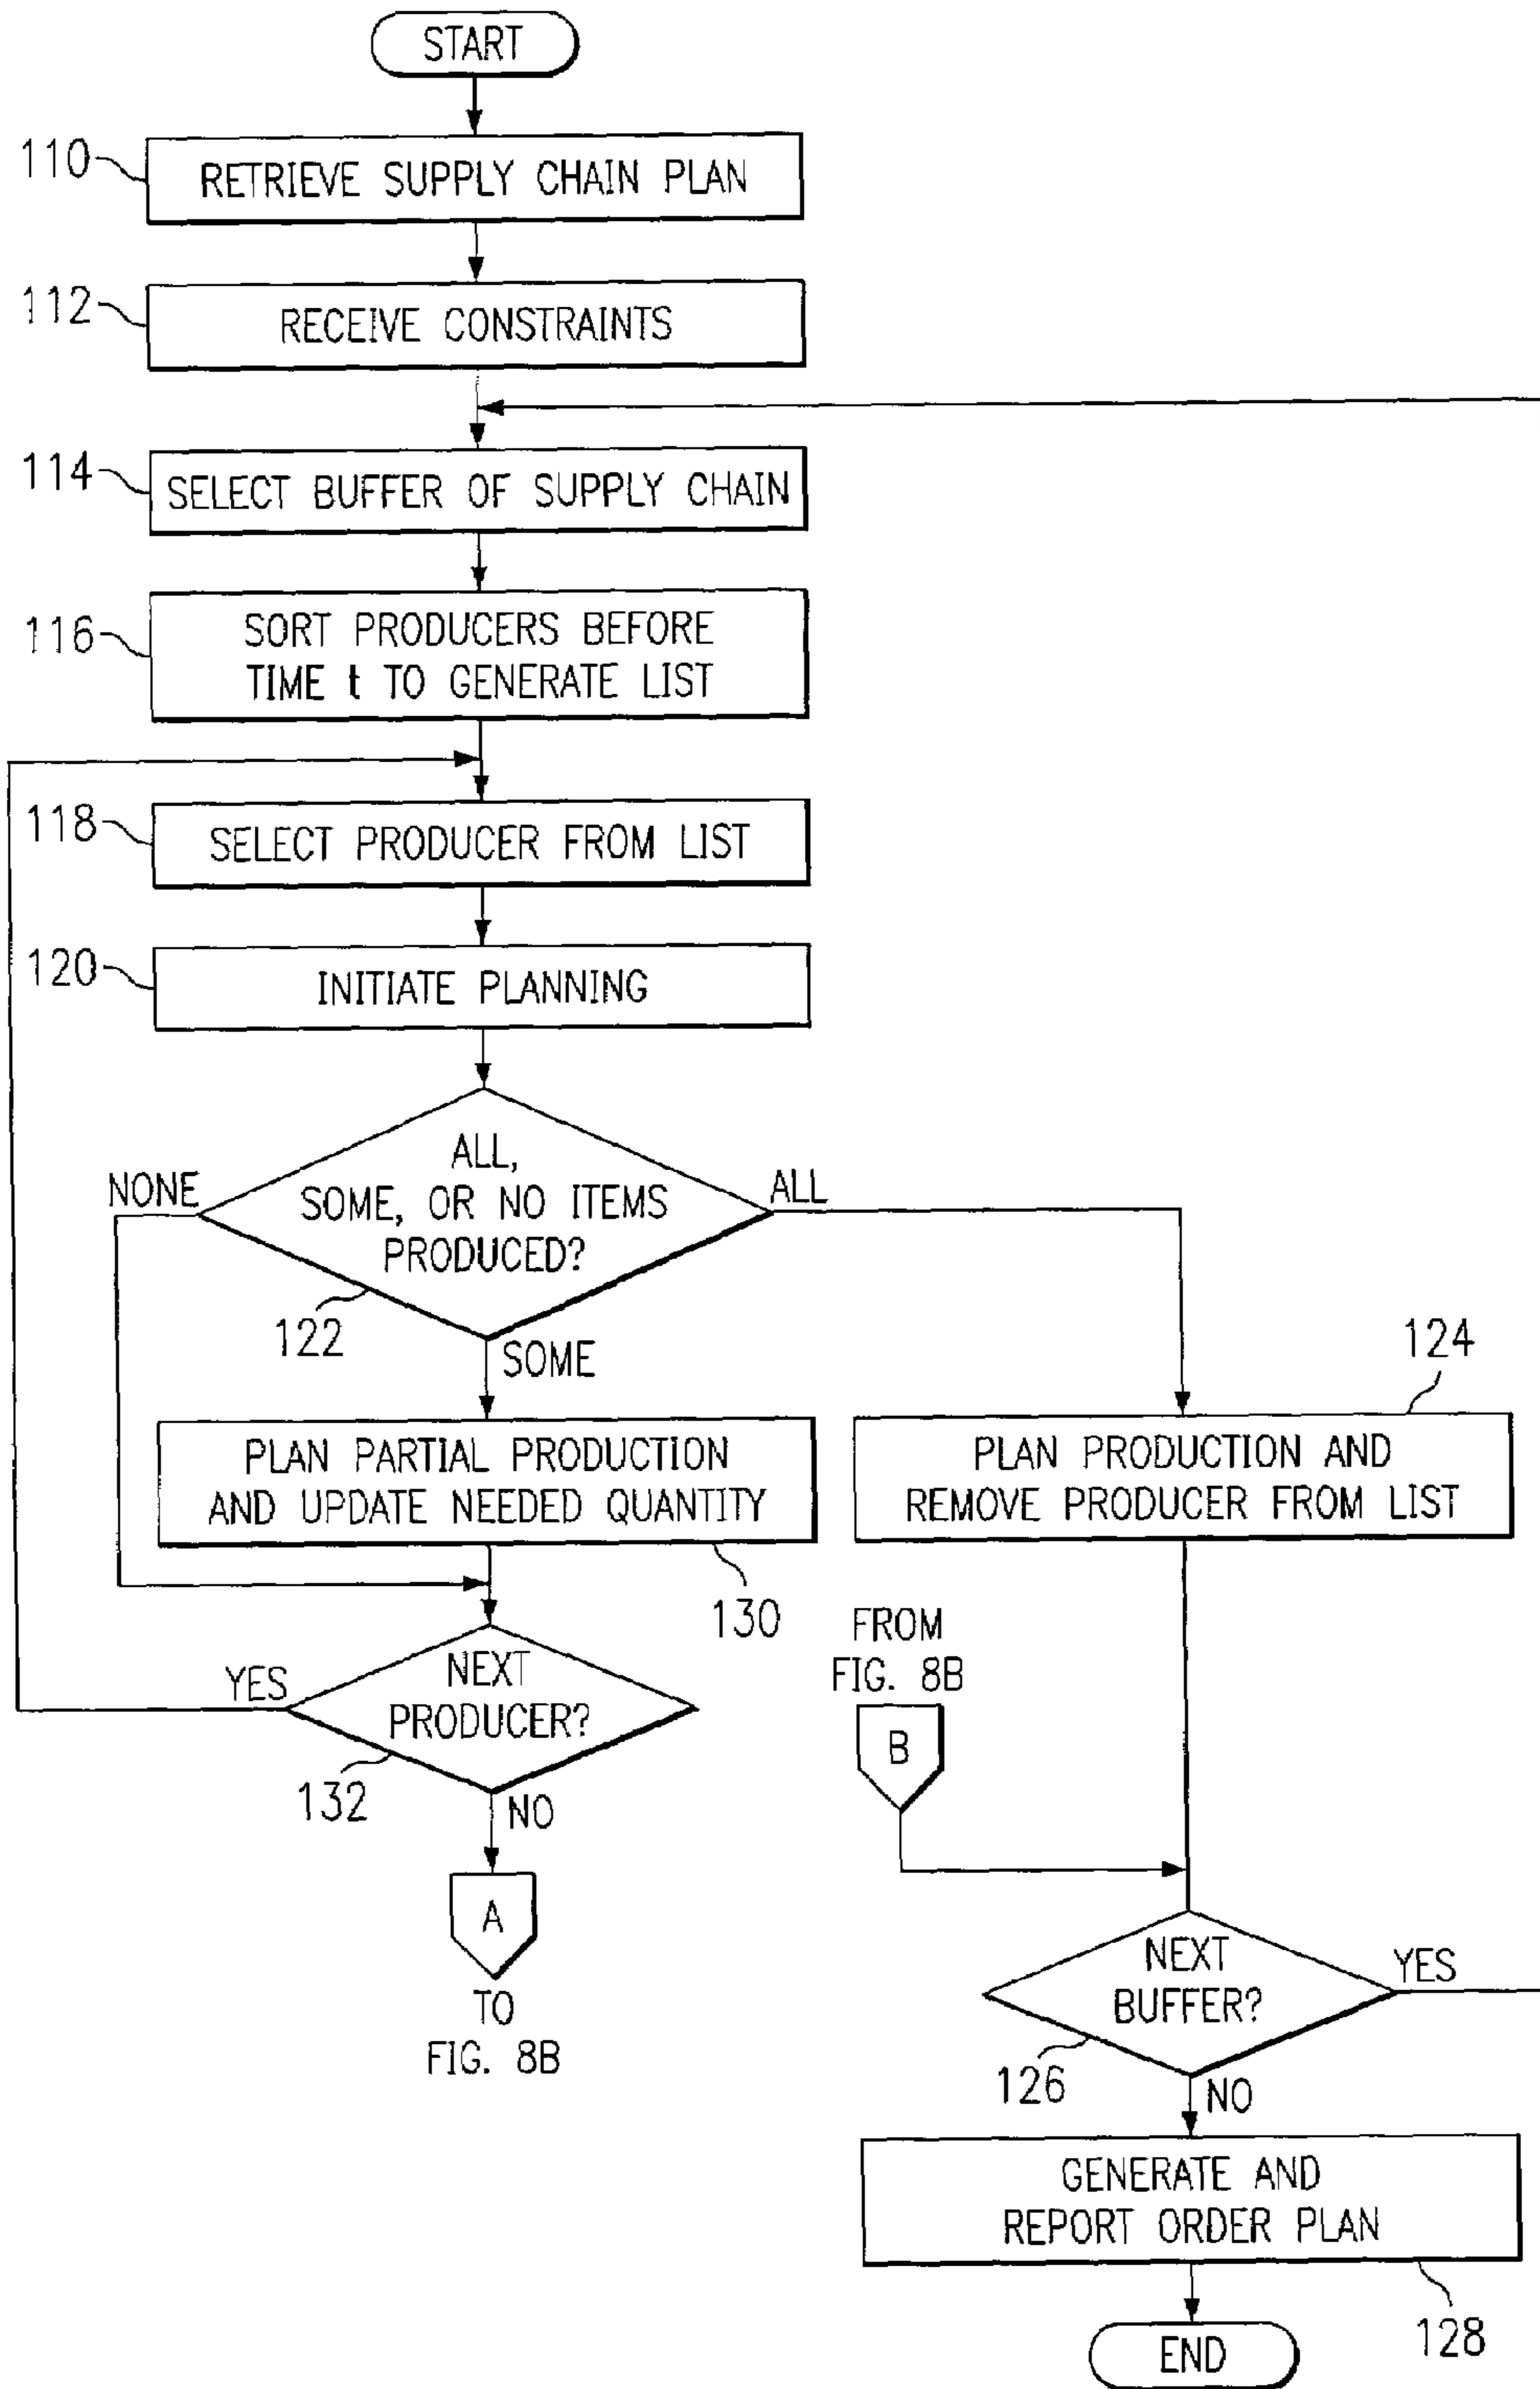 START
110
RETRIEVE SUPPLY CHAIN PLAN
112
RECEIVE CONSTRAINTS
114
SELECT BUFFER OF SUPPLY CHAIN
116
SORT PRODUCERS BEFORE
TIME t TO GENERATE LIST
118
SELECT PRODUCER FROM LIST
120
INITIATE PLANNING
ALL,
SOME, OR NO ITEMS
PRODUCED?
NONE
ALL
122
SOME
124
PLAN PARTIAL PRODUCTION
AND UPDATE NEEDED QUANTITY
130
PLAN PRODUCTION AND
REMOVE PRODUCER FROM LIST
NEXT
PRODUCER?
YES
132
NO
A
TO
FIG. 8B
FROM
FIG. 8B
B
NEXT
BUFFER?
YES
126
NO
GENERATE AND
REPORT ORDER PLAN
128
END